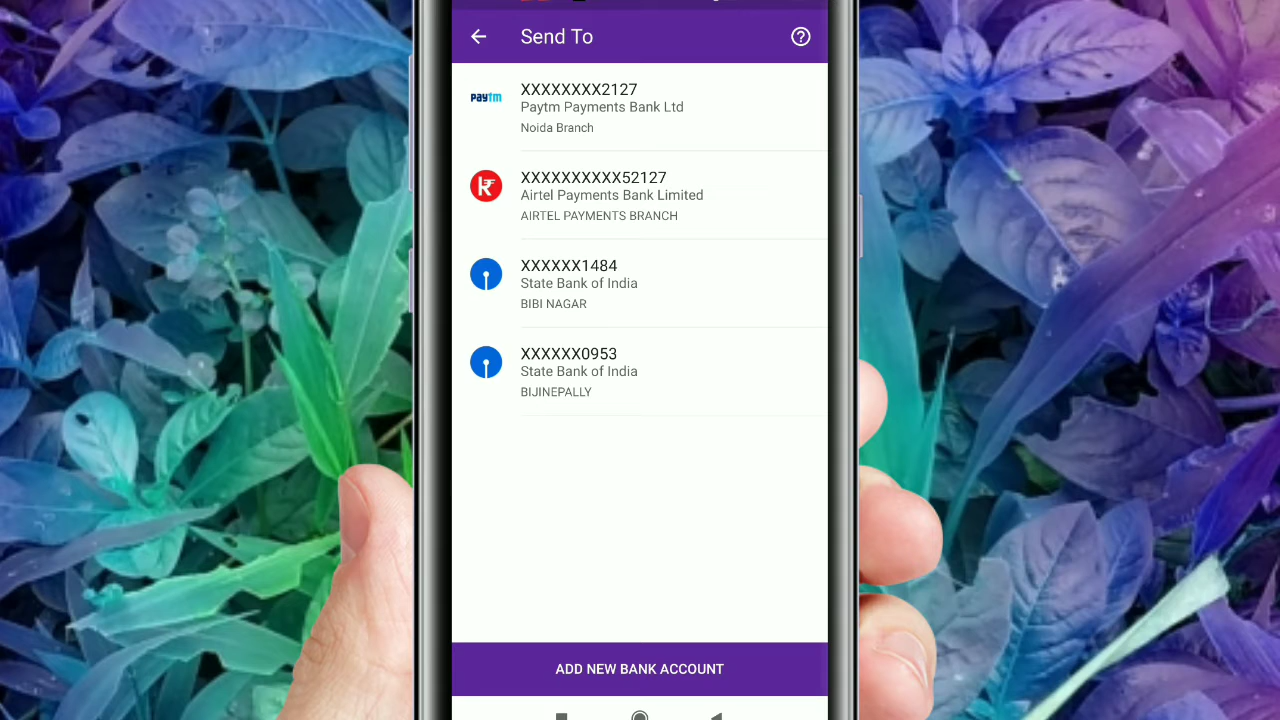 Send To
XXXXXXXX2127
Paytm Payments Bank Ltd
Noida Branch
paytm
XXXXXXXXXX52127
Airtel Payments Bank Limited
AIRTEL PAYMENTS BRANCH
XXXXXX1484
State Bank of India
BIBI NAGAR
XXXXXX0953
State Bank of India
BIJINEPALLY
ADD NEW BANK ACCOUNT